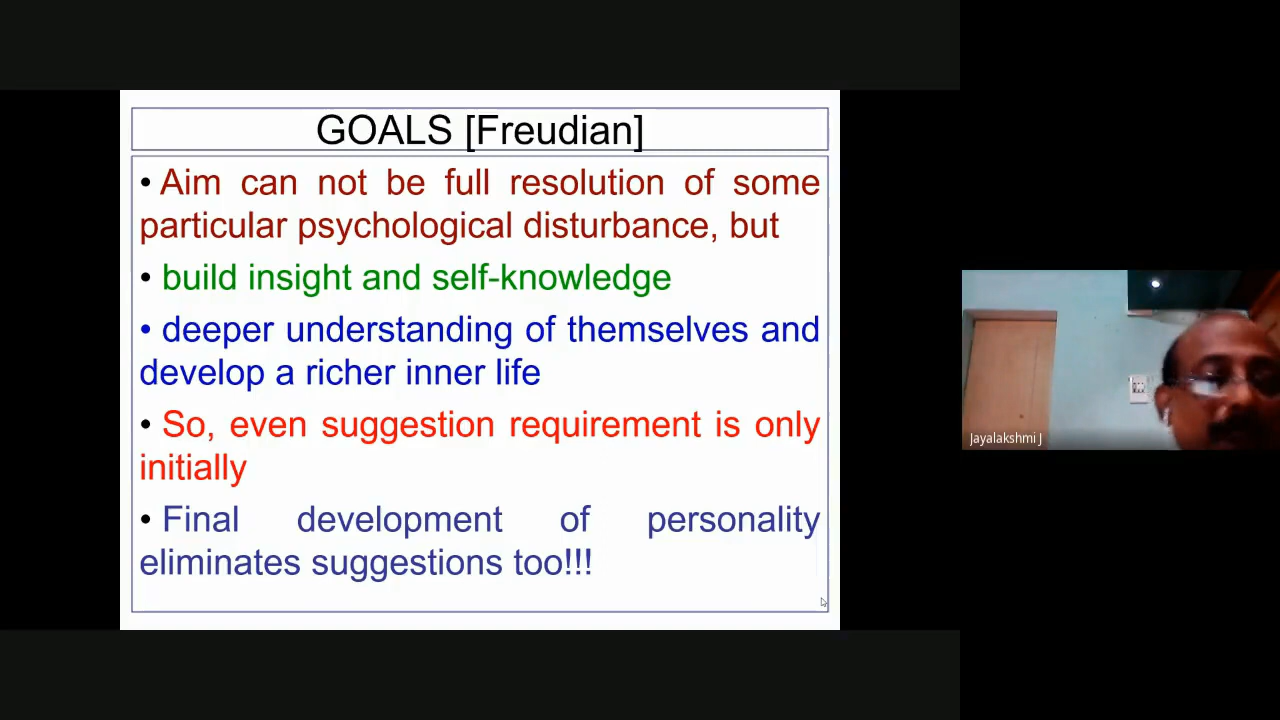 GOALS [Freudian]
• Aim can not be full resolution of some
particular psychological disturbance, but
• build insight and self-knowledge
• deeper understanding of themselves and
develop a richer inner life
• So, even suggestion requirement is only
initially
• Final development of personality
eliminates suggestions too!!!
Jayalakshmi J